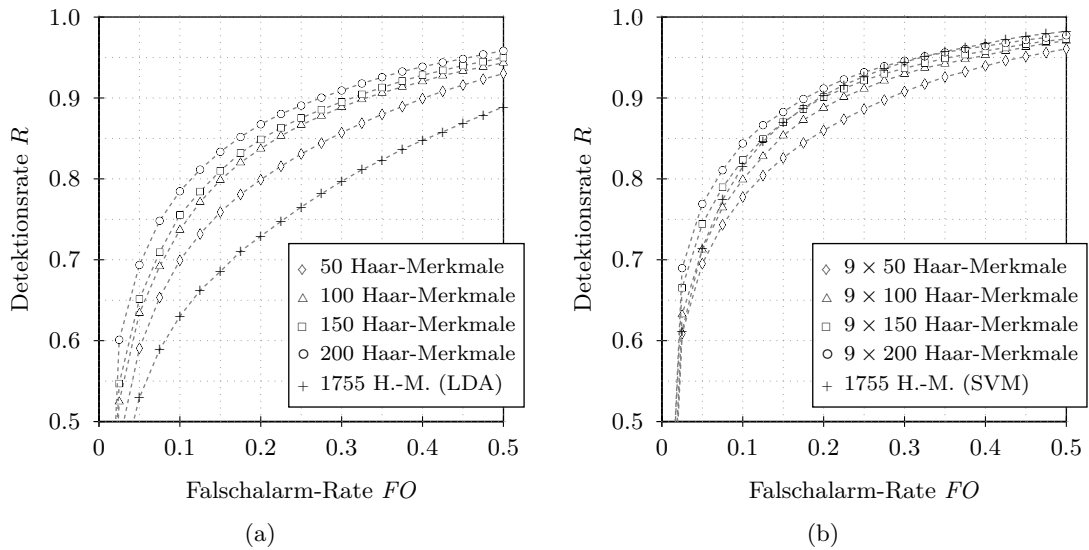 1.0
0.9
0.8
0.7
0.6
0.5
Detektionsrate R
50 Haar-Merkmale
100 Haar-Merkmale
150 Haar-Merkmale
200 Haar-Merkmale
1755 H.-M. (LDA)
0 0.1 0.2 0.3 0.4 0.5
Falschalarm-Rate FO
(a)
1.0
0.9
0.8
0.7
0.6
0.5
Detektionsrate R
9 × 50 Haar-Merkmale
9 × 100 Haar-Merkmale
9 × 150 Haar-Merkmale
9 × 200 Haar-Merkmale
1755 H.-M. (SVM)
0 0.1 0.2 0.3 0.4 0.5
Falschalarm-Rate FO
(b)